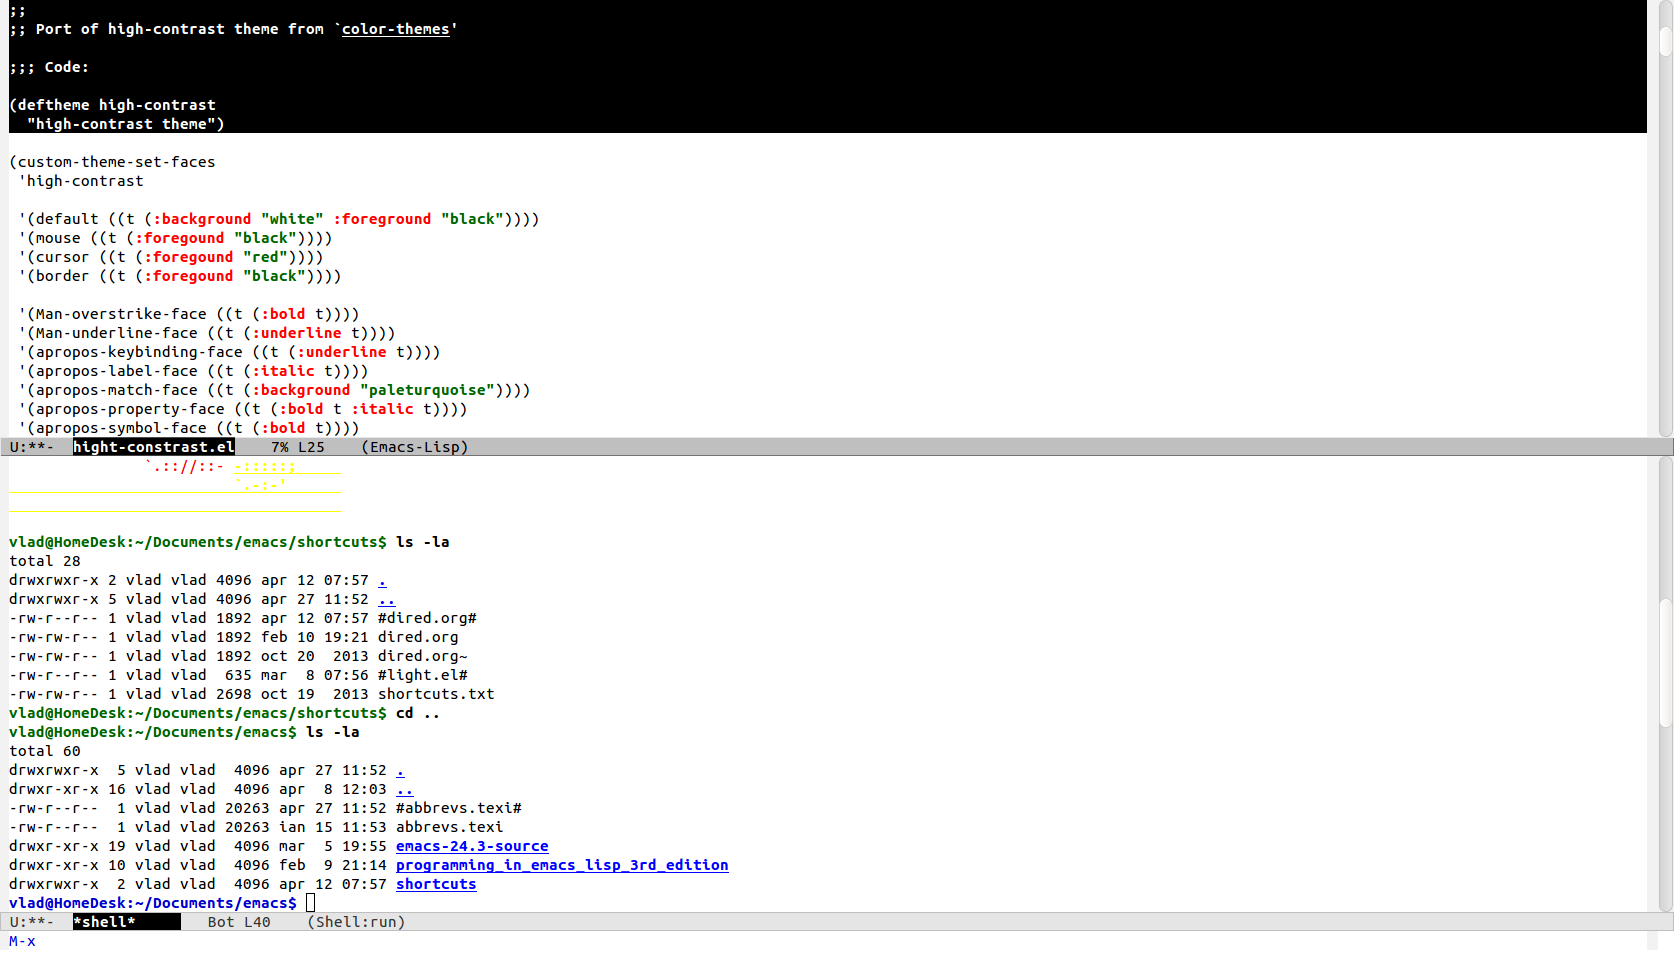 ;;
;; Port of high-contrast theme from `color-themes'
;;; Code:
(deftheme high-contrast
  "high-contrast theme")
(custom-theme-set-faces
 'high-contrast
 '(default ((t (:background "white" :foreground "black"))))
 '(mouse ((t (:foregound "black"))))
 '(cursor ((t (:foregound "red"))))
 '(border ((t (:foregound "black"))))
 '(Man-overstrike-face ((t (:bold t))))
 '(Man-underline-face ((t (:underline t))))
 '(apropos-keybinding-face ((t (:underline t))))
 '(apropos-label-face ((t (:italic t))))
 '(apropos-match-face ((t (:background "paleturquoise"))))
 '(apropos-property-face ((t (:bold t :italic t))))
 '(apropos-symbol-face ((t (:bold t))))
U:**-  hight-constrast.el    7% L25    (Emacs-Lisp)
`.:://::- -:::::;
`.-:-'
vlad@HomeDesk:~/Documents/emacs/shortcuts$ ls -la
total 28
drwxrwxr-x 2 vlad vlad 4096 apr 12 07:57 .
drwxrwxr-x 5 vlad vlad 4096 apr 27 11:52 ..
-rw-r--r-- 1 vlad vlad 1892 apr 12 07:57 #dired.org#
-rw-rw-r-- 1 vlad vlad 1892 feb 10 19:21 dired.org
-rw-rw-r-- 1 vlad vlad 1892 oct 20  2013 dired.org~
-rw-r--r-- 1 vlad vlad  635 mar  8 07:56 #light.el#
-rw-rw-r-- 1 vlad vlad 2698 oct 19  2013 shortcuts.txt
vlad@HomeDesk:~/Documents/emacs/shortcuts$ cd ..
vlad@HomeDesk:~/Documents/emacs$ ls -la
total 60
drwxrwxr-x  5 vlad vlad  4096 apr 27 11:52 .
drwxr-xr-x 16 vlad vlad  4096 apr  8 12:03 ..
-rw-r--r--  1 vlad vlad 20263 apr 27 11:52 #abbrevs.texi#
-rw-r--r--  1 vlad vlad 20263 ian 15 11:53 abbrevs.texi
drwxr-xr-x 19 vlad vlad  4096 mar  5 19:55 emacs-24.3-source
drwxr-xr-x 10 vlad vlad  4096 feb  9 21:14 programming_in_emacs_lisp_3rd_edition
drwxrwxr-x  2 vlad vlad  4096 apr 12 07:57 shortcuts
vlad@HomeDesk:~/Documents/emacs$
U:**-  *shell*        Bot L40    (Shell:run)
M-x